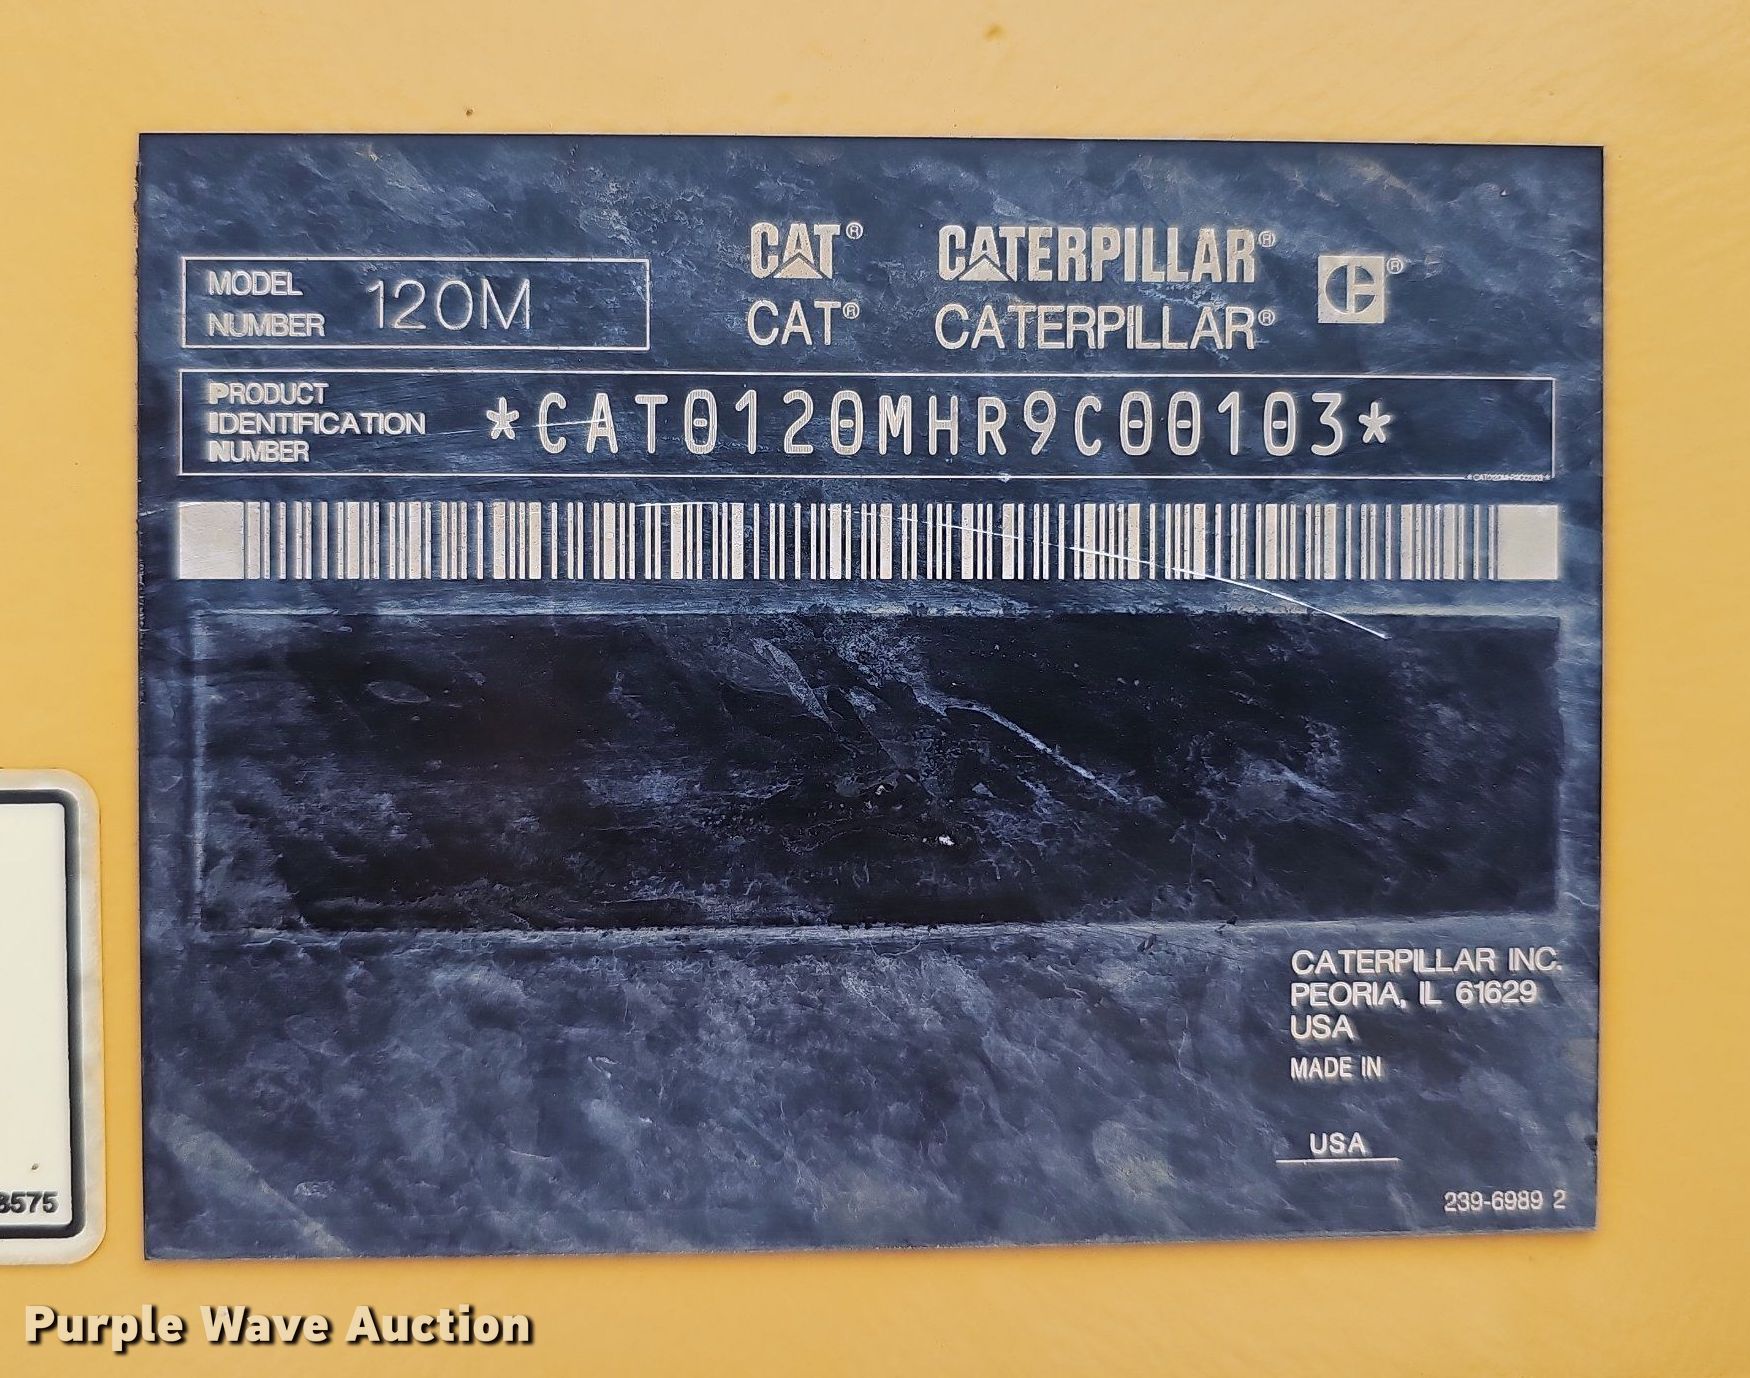 CAT® CATERPILLAR®
MODEL
NUMBER 120M
CAT® CATERPILLAR®
PRODUCT
IDENTIFICATION
NUMBER
*CAT0120MHR9C00103*
CATERPILLAR INC.
PEORIA, IL 61629
USA
MADE IN
USA
239-6989 2
8575
Purple Wave Auction